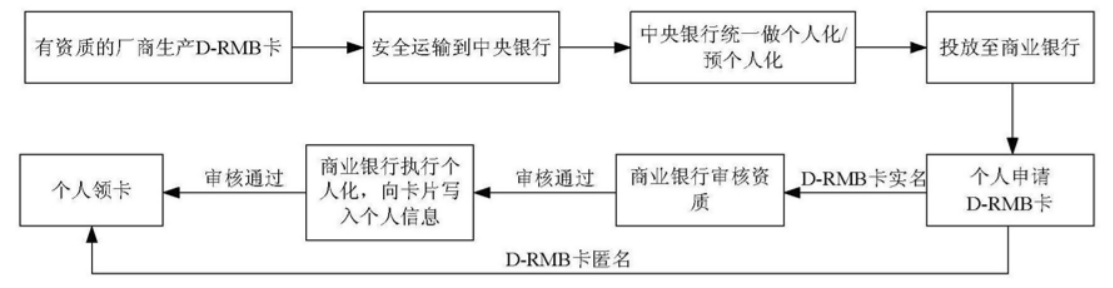 有资质的厂商生产D-RMB卡
安全运输到中央银行
中央银行统一做个人化/
预个人化
投放至商业银行
个人申请
D-RMB卡
D-RMB卡实名
商业银行审核资
质
审核通过
商业银行执行个
人化，向卡片写
入个人信息
审核通过
个人领卡
D-RMB卡匿名